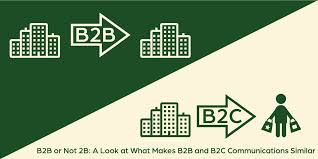 B2B
B2C
B2B or Not 2B: A Look at What Makes B2B and B2C Communications Similar